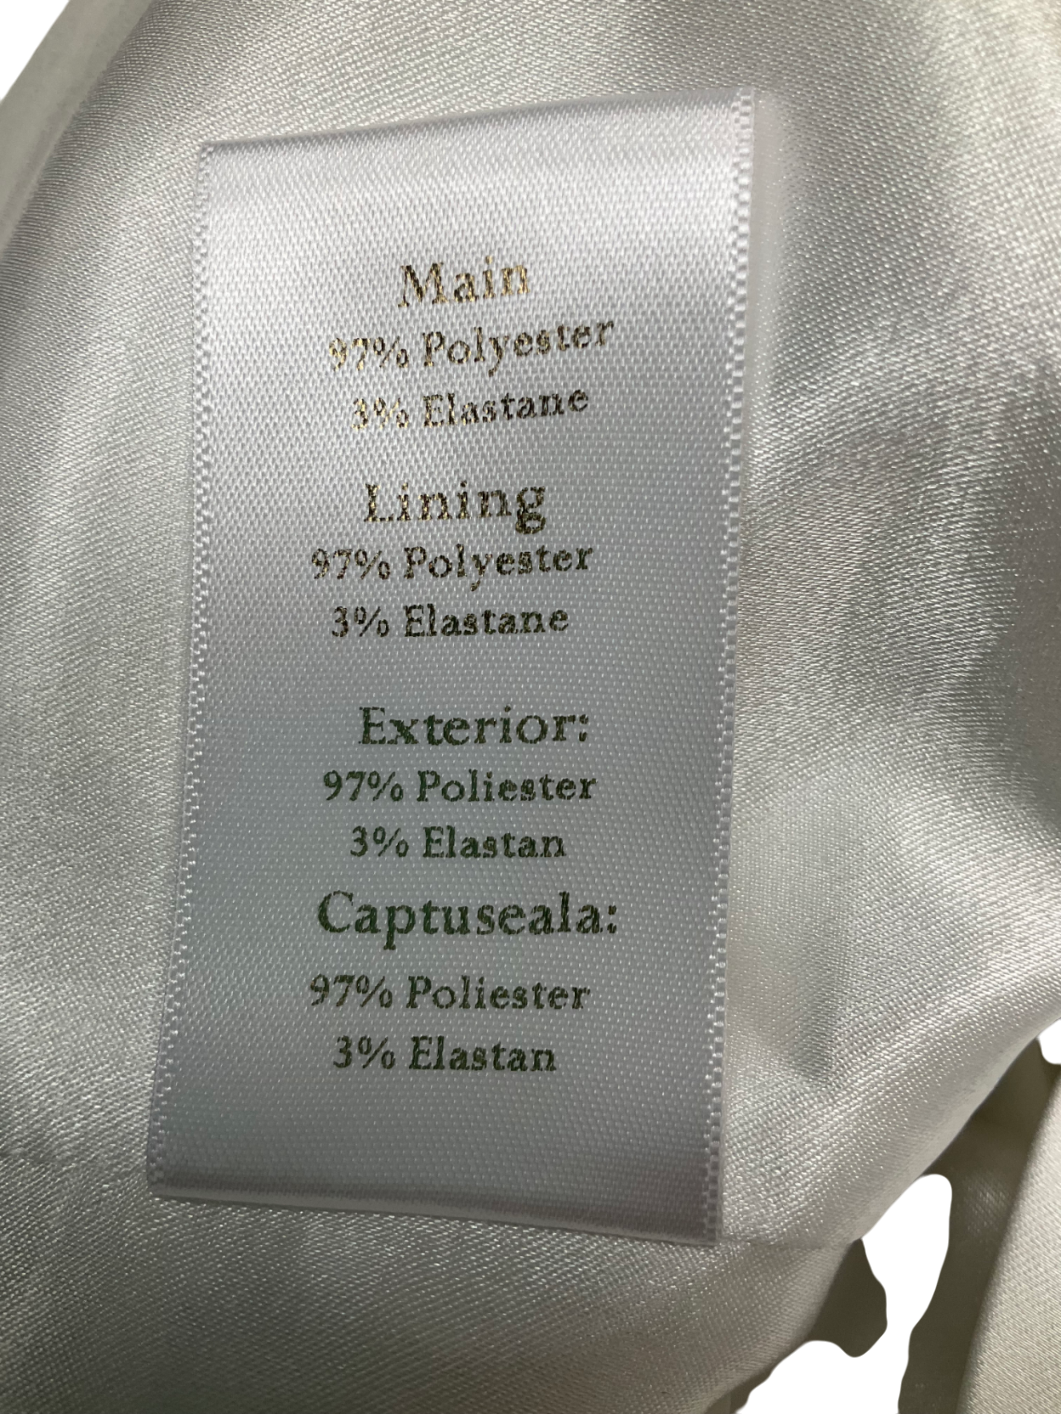 Main
97% Polyester
3% Elastane
Lining
97% Polyester
3% Elastane
Exterior:
97% Poliester
3% Elastan
Captuseala:
97% Poliester
3% Elastan